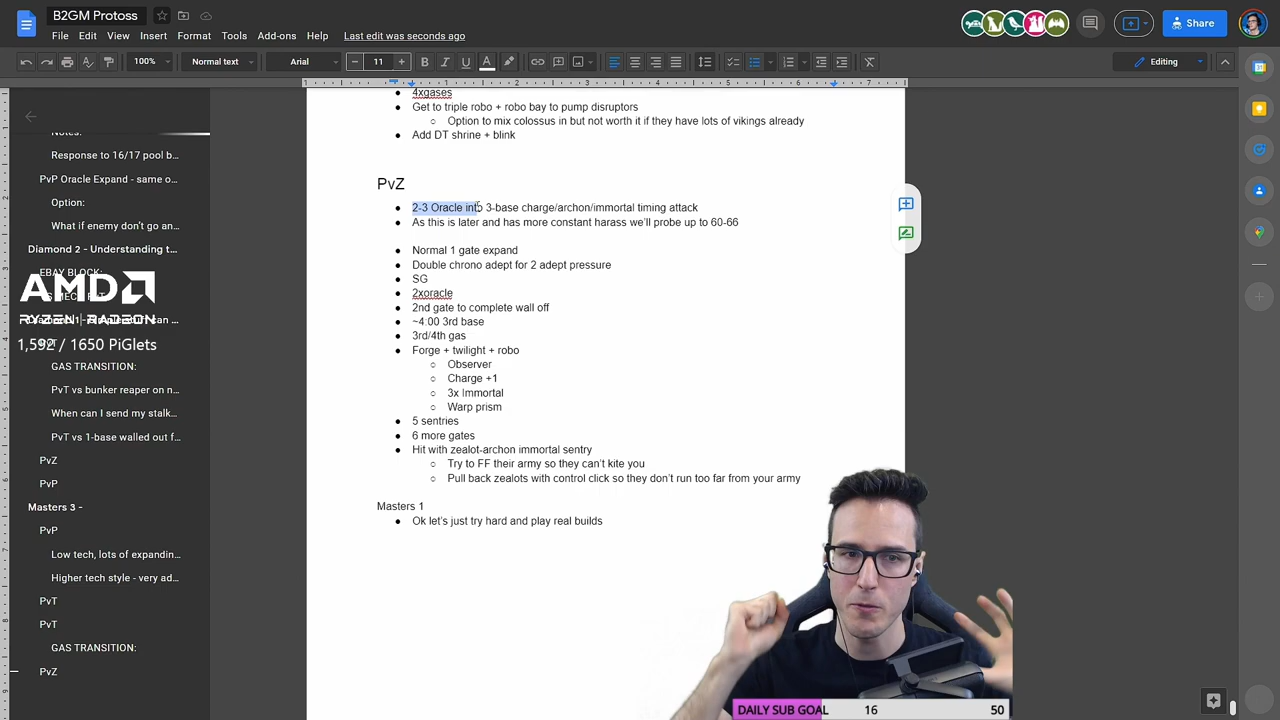 B2GM Protoss
File Edit View Insert Format Tools Add-ons Help Last edit was seconds ago
Share
100% Normal text Arial 11 B I U A Editing
1 1 2 3 4 5 6 7
4xgases
Get to triple robo + robo bay to pump disruptors
Option to mix colossus in but not worth it if they have lots of vikings already
Add DT shrine + blink
PvZ
2-3 Oracle into 3-base charge/archon/immortal timing attack
As this is later and has more constant harass we'll probe up to 60-66
Normal 1 gate expand
Double chrono adept for 2 adept pressure
SG
2xoracle
2nd gate to complete wall off
~4:00 3rd base
3rd/4th gas
Forge + twilight + robo
Observer
Charge +1
3x Immortal
Warp prism
5 sentries
6 more gates
Hit with zealot-archon immortal sentry
Try to FF their army so they can't kite you
Pull back zealots with control click so they don't run too far from your army
Masters 1
Ok let's just try hard and play real builds
Notes:
Response to 16/17 pool b...
PvP Oracle Expand - same o...
Option:
What if enemy don't go an...
Diamond 2 - Understanding t...
EBAY BLOCK:
AMD
RYZEN RADEON
1,592 / 1650 PiGlets
GAS TRANSITION:
PvT vs bunker reaper on n...
When can I send my stalk...
PvT vs 1-base walled out f...
PvZ
PvP
Masters 3 -
PvP
Low tech, lots of expandin...
Higher tech style - very ad...
PvT
PvT
GAS TRANSITION:
PvZ
DAILY SUB GOAL 16 50